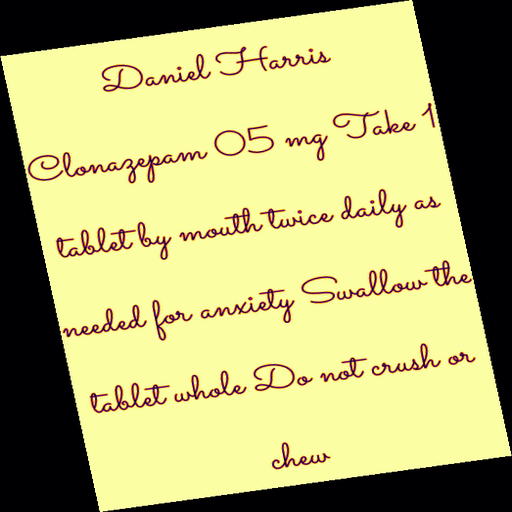 Daniel Harris
Clonazepam 05 mg Take 1
tablet by mouth twice daily as
needed for anxiety Swallow the
tablet whole Do not crush or
chew